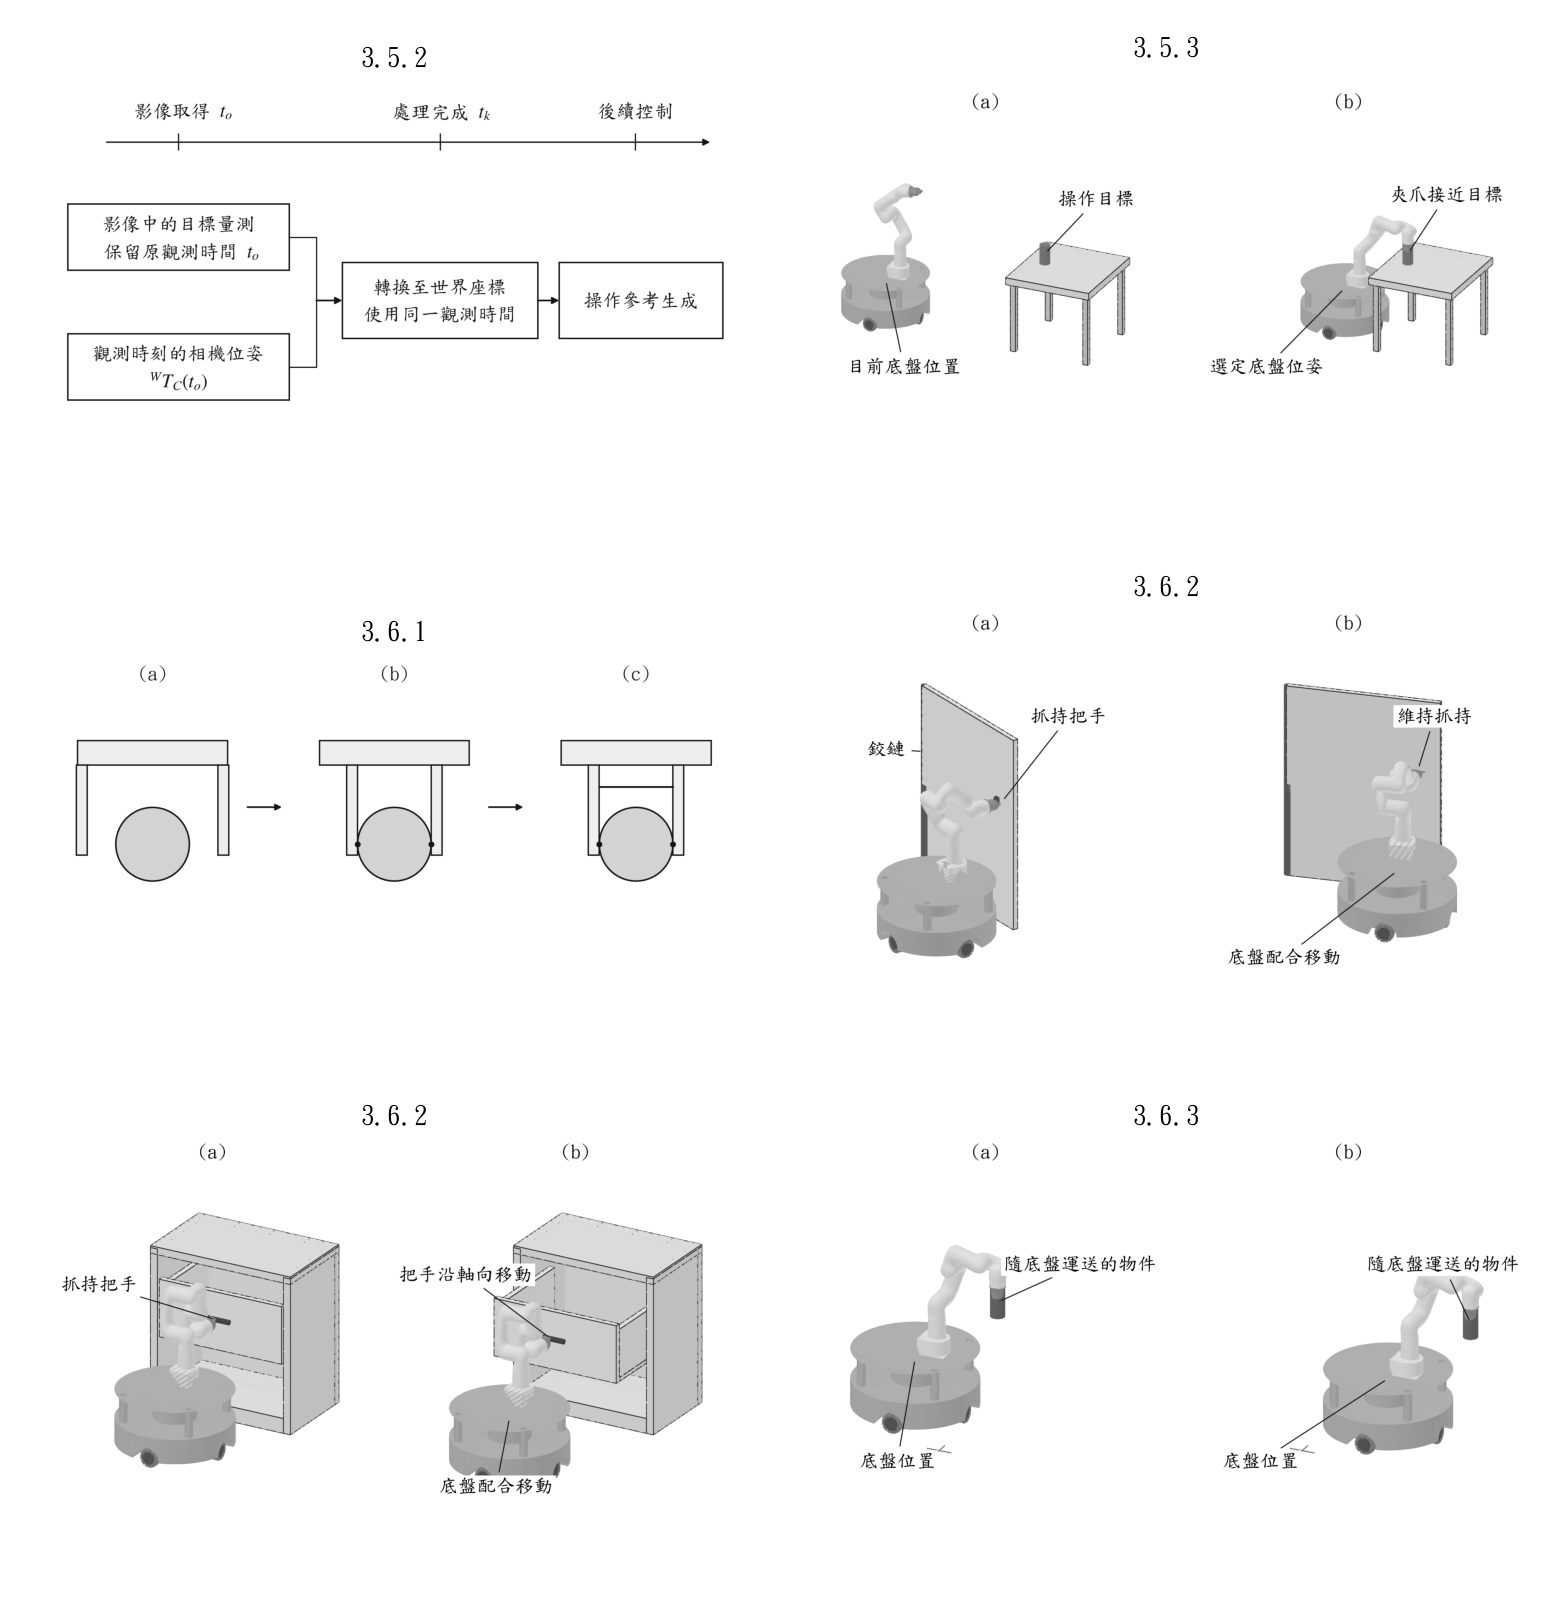 3.5.2
影像取得 t_o
處理完成 t_k
後續控制
影像中的目標量測
保留原觀測時間 t_o
觀測時刻的相機位姿
^W T_C(t_o)
轉換至世界座標
使用同一觀測時間
操作參考生成
3.5.3
(a)
(b)
操作目標
目前底盤位置
夾爪接近目標
選定底盤位姿
3.6.1
(a)
(b)
(c)
3.6.2
(a)
(b)
抓持把手
鉸鏈
維持抓持
底盤配合移動
3.6.2
(a)
(b)
抓持把手
把手沿軸向移動
底盤配合移動
3.6.3
(a)
(b)
隨底盤運送的物件
底盤位置
隨底盤運送的物件
底盤位置